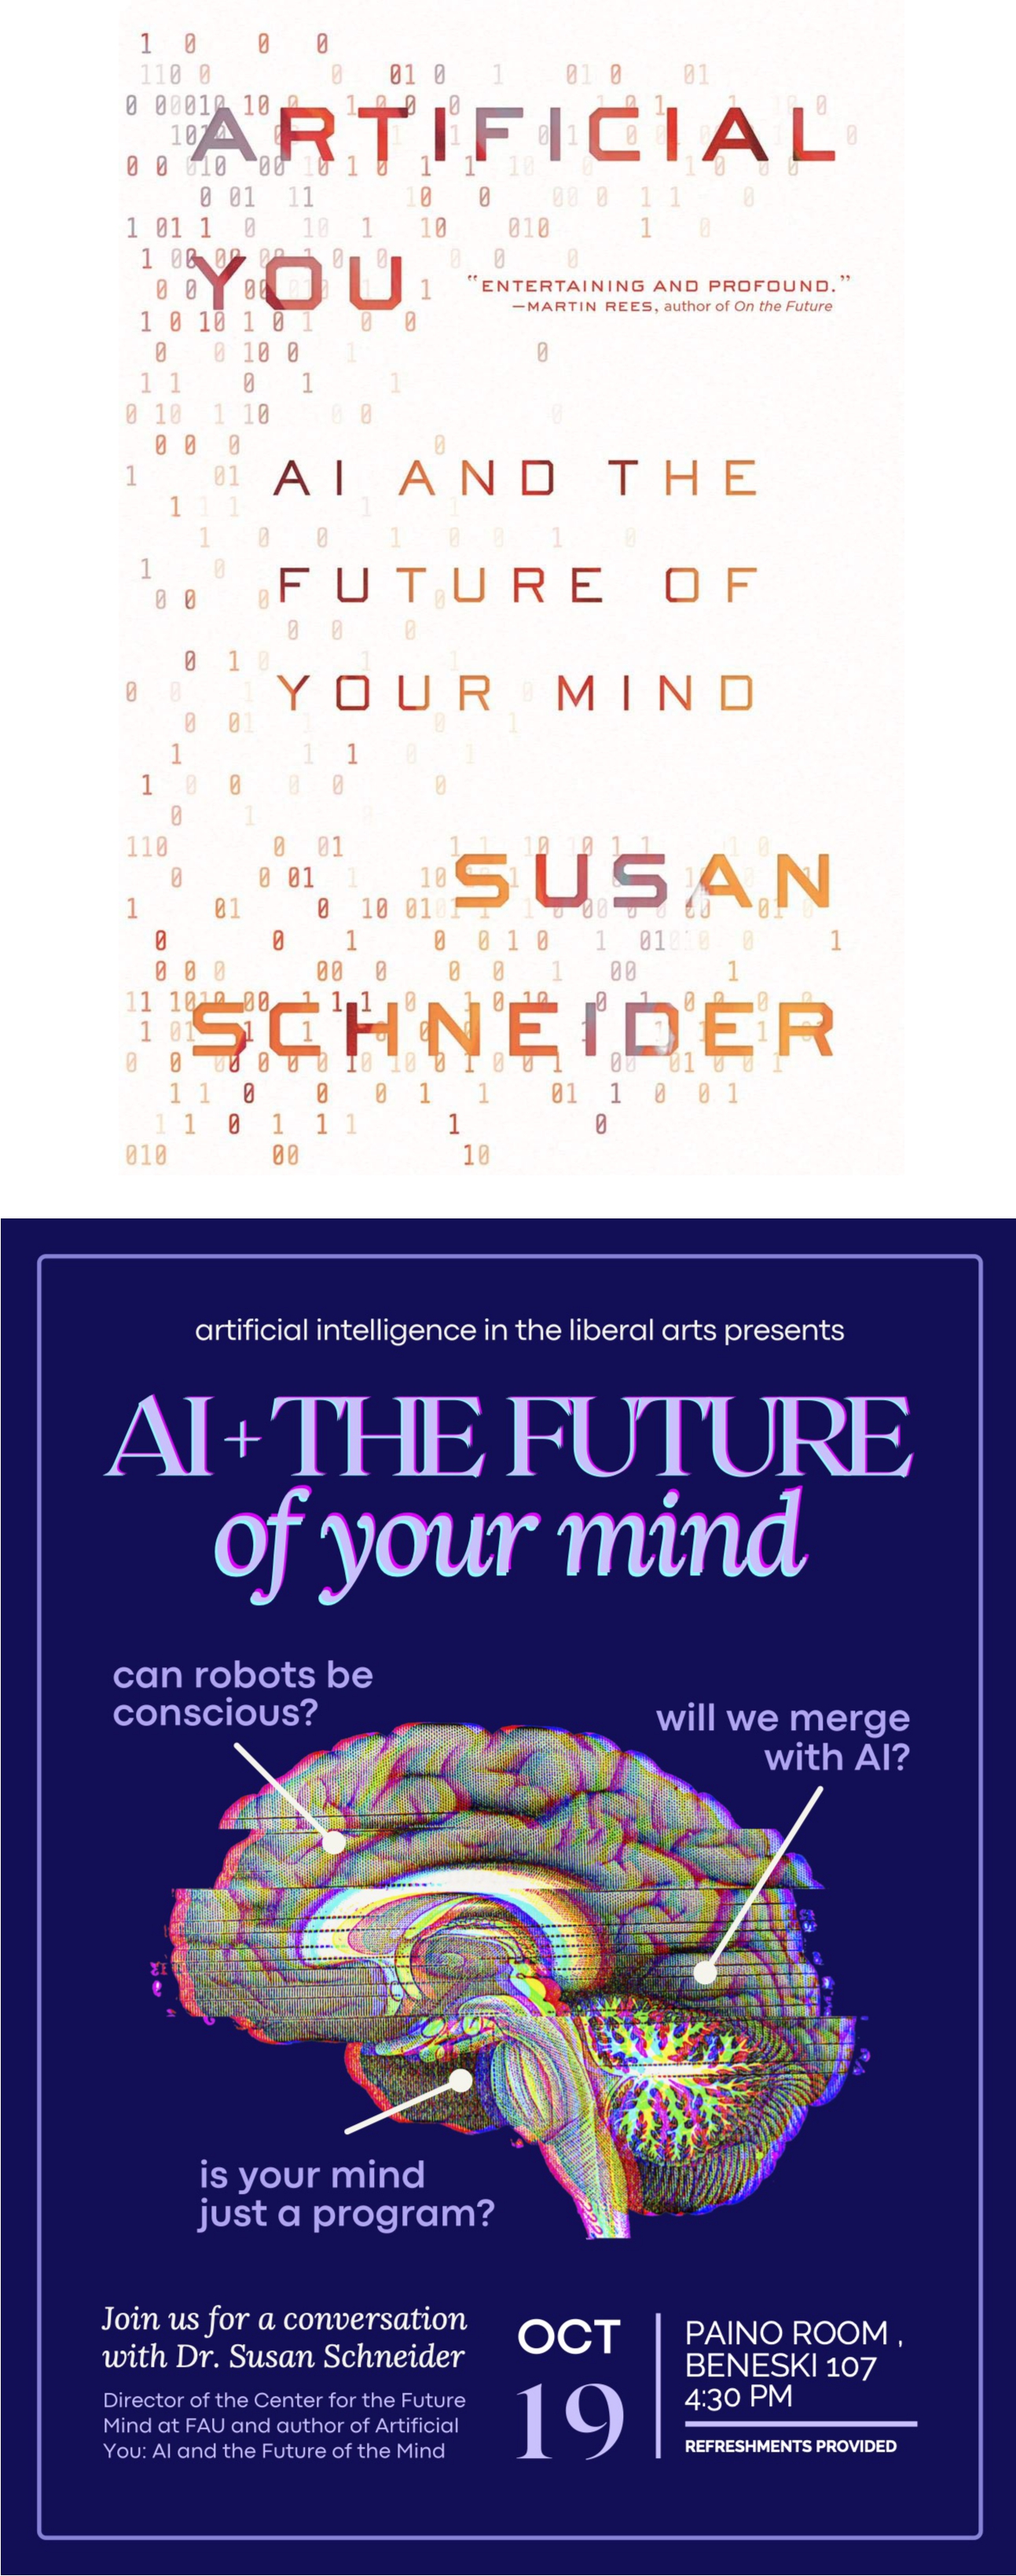 ARTIFICIAL
YOU
“ENTERTAINING AND PROFOUND.”
—MARTIN REES, author of On the Future
AI AND THE
FUTURE OF
YOUR MIND
SUSAN
SCHNEIDER
artificial intelligence in the liberal arts presents
AI+THE FUTURE
of your mind
can robots be
conscious?
will we merge
with AI?
is your mind
just a program?
Join us for a conversation
with Dr. Susan Schneider
Director of the Center for the Future
Mind at FAU and author of Artificial
You: AI and the Future of the Mind
OCT
19
PAINO ROOM ,
BENESKI 107
4:30 PM
REFRESHMENTS PROVIDED